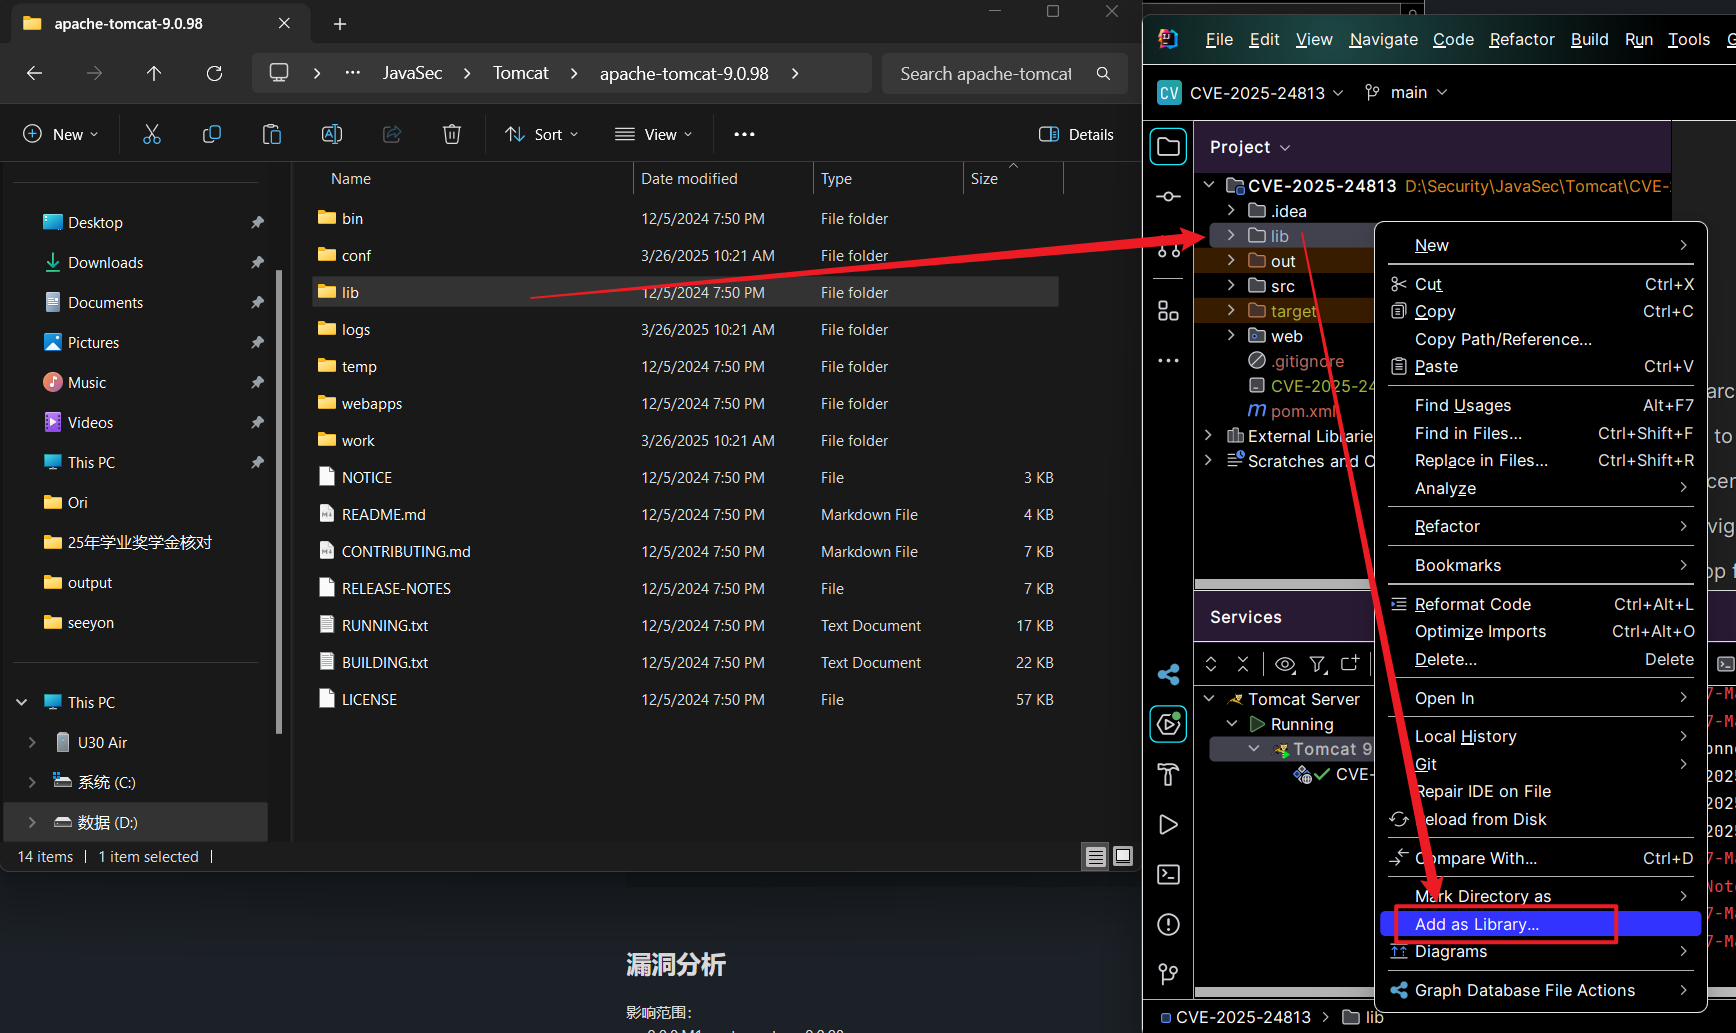 apache-tomcat-9.0.98
JavaSec
Tomcat
apache-tomcat-9.0.98
Search apache-tomcat
New
Sort
View
Details
Name
Date modified
Type
Size
Desktop
Downloads
Documents
Pictures
Music
Videos
This PC
Ori
25年学业奖学金核对
output
seeyon
This PC
U30 Air
系统 (C:)
数据 (D:)
bin 12/5/2024 7:50 PM File folder
conf 3/26/2025 10:21 AM File folder
lib 12/5/2024 7:50 PM File folder
logs 3/26/2025 10:21 AM File folder
temp 12/5/2024 7:50 PM File folder
webapps 12/5/2024 7:50 PM File folder
work 3/26/2025 10:21 AM File folder
NOTICE 12/5/2024 7:50 PM File 3 KB
README.md 12/5/2024 7:50 PM Markdown File 4 KB
CONTRIBUTING.md 12/5/2024 7:50 PM Markdown File 7 KB
RELEASE-NOTES 12/5/2024 7:50 PM File 7 KB
RUNNING.txt 12/5/2024 7:50 PM Text Document 17 KB
BUILDING.txt 12/5/2024 7:50 PM Text Document 22 KB
LICENSE 12/5/2024 7:50 PM File 57 KB
14 items
1 item selected
漏洞分析
影响范围：
File Edit View Navigate Code Refactor Build Run Tools
CV CVE-2025-24813 main
Project
CVE-2025-24813 D:\Security\JavaSec\Tomcat\CVE-
.idea
lib
out
src
target
web
.gitignore
CVE-2025-24
pom.xml
External Librarie
Scratches and C
Services
Tomcat Server
Running
Tomcat 9
CVE-
New
Cut Ctrl+X
Copy Ctrl+C
Copy Path/Reference...
Paste Ctrl+V
Find Usages Alt+F7
Find in Files... Ctrl+Shift+F
Replace in Files... Ctrl+Shift+R
Analyze
Refactor
Bookmarks
Reformat Code Ctrl+Alt+L
Optimize Imports Ctrl+Alt+O
Delete... Delete
Open In
Local History
Git
Repair IDE on File
Reload from Disk
Compare With... Ctrl+D
Mark Directory as
Add as Library...
Diagrams
Graph Database File Actions
CVE-2025-24813 lib